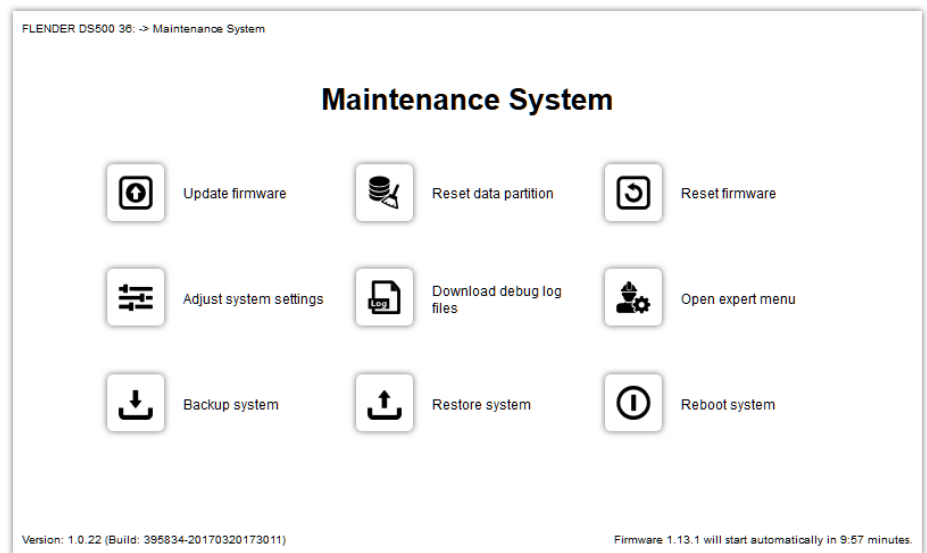 FLENDER DS500 36: -> Maintenance System
Maintenance System
Update firmware
Reset data partition
Reset firmware
Adjust system settings
Log
Download debug log
files
Open expert menu
Backup system
Restore system
Reboot system
Version: 1.0.22 (Build: 395834-20170320173011)
Firmware 1.13.1 will start automatically in 9:57 minutes.